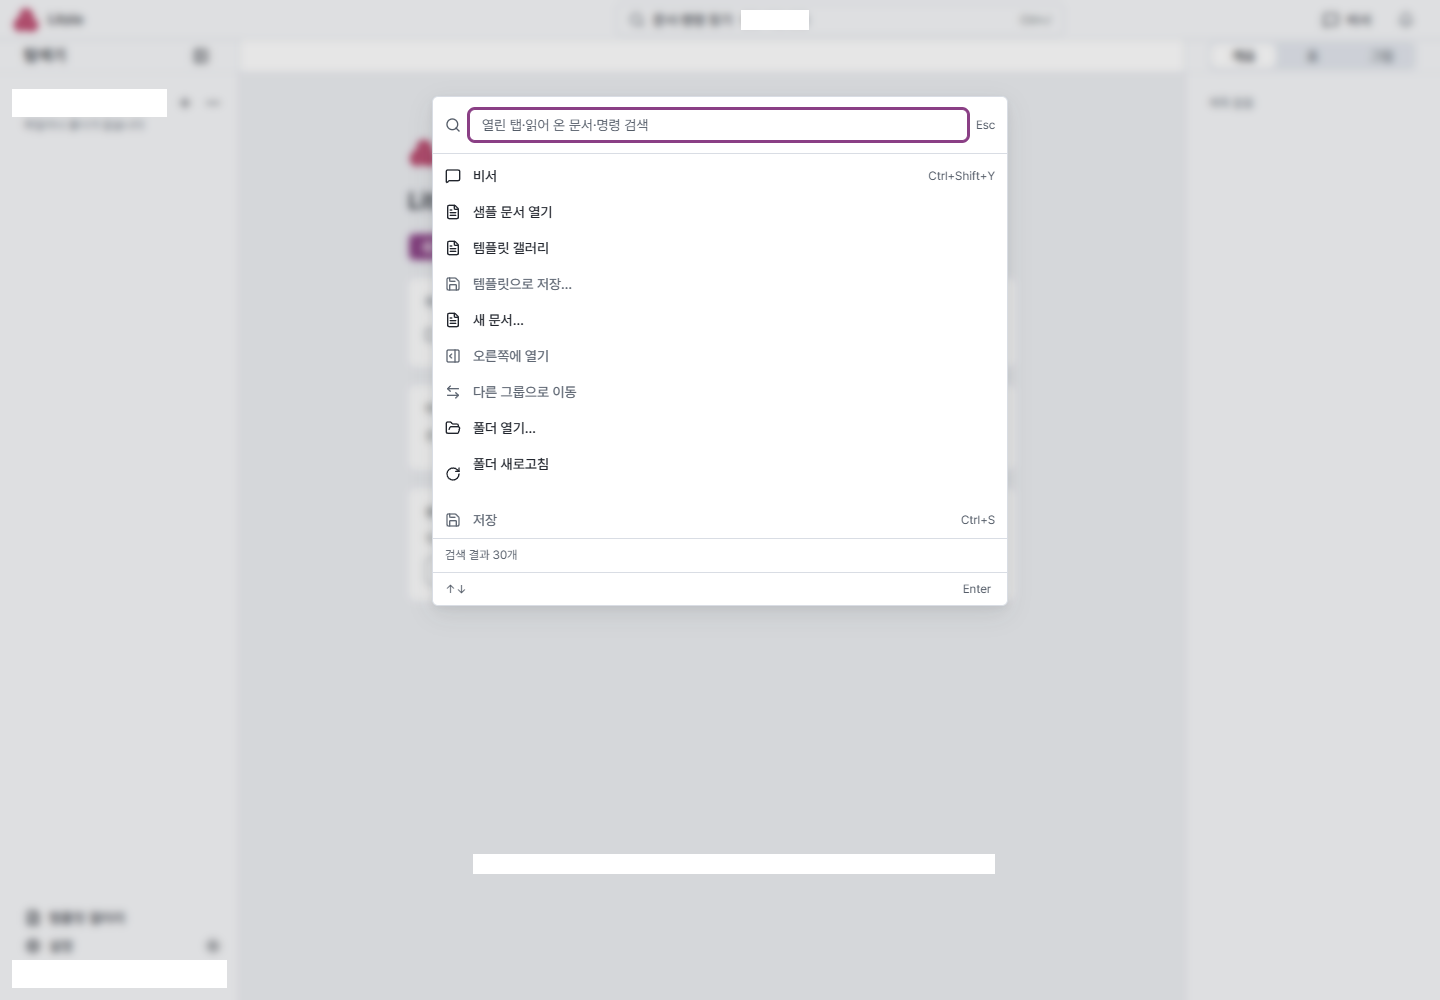 열린 탭·읽어 온 문서·명령 검색 Esc
비서 Ctrl+Shift+Y
샘플 문서 열기
템플릿 갤러리
템플릿으로 저장...
새 문서...
오른쪽에 열기
다른 그룹으로 이동
폴더 열기...
폴더 새로고침
저장 Ctrl+S
검색 결과 30개
↑↓ Enter